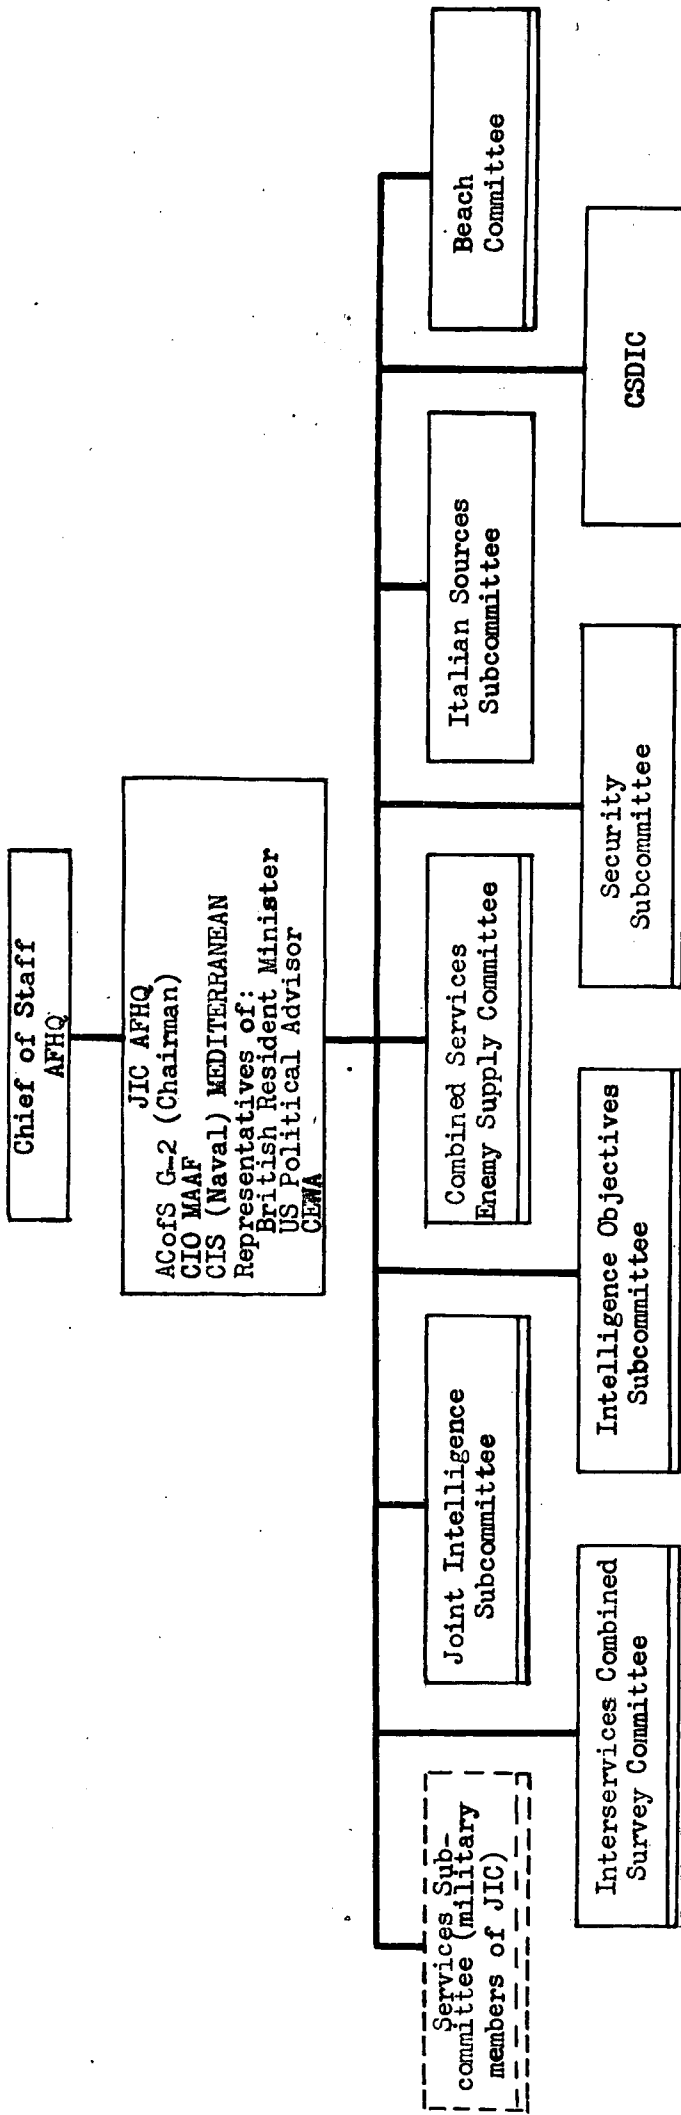 Chief of Staff
AFHQ
JIC AFHQ
ACofS G-2 (Chairman)
CIO MAAF
CIS (Naval) MEDITERRANEAN
Representatives of:
British Resident Minister
US Political Advisor
CEWA
Services Sub-
committee (military
members of JIC)
Joint Intelligence
Subcommittee
Combined Services
Enemy Supply Committee
Italian Sources
Subcommittee
Beach
Committee
Interservices Combined
Survey Committee
Intelligence Objectives
Subcommittee
Security
Subcommittee
CSDIC